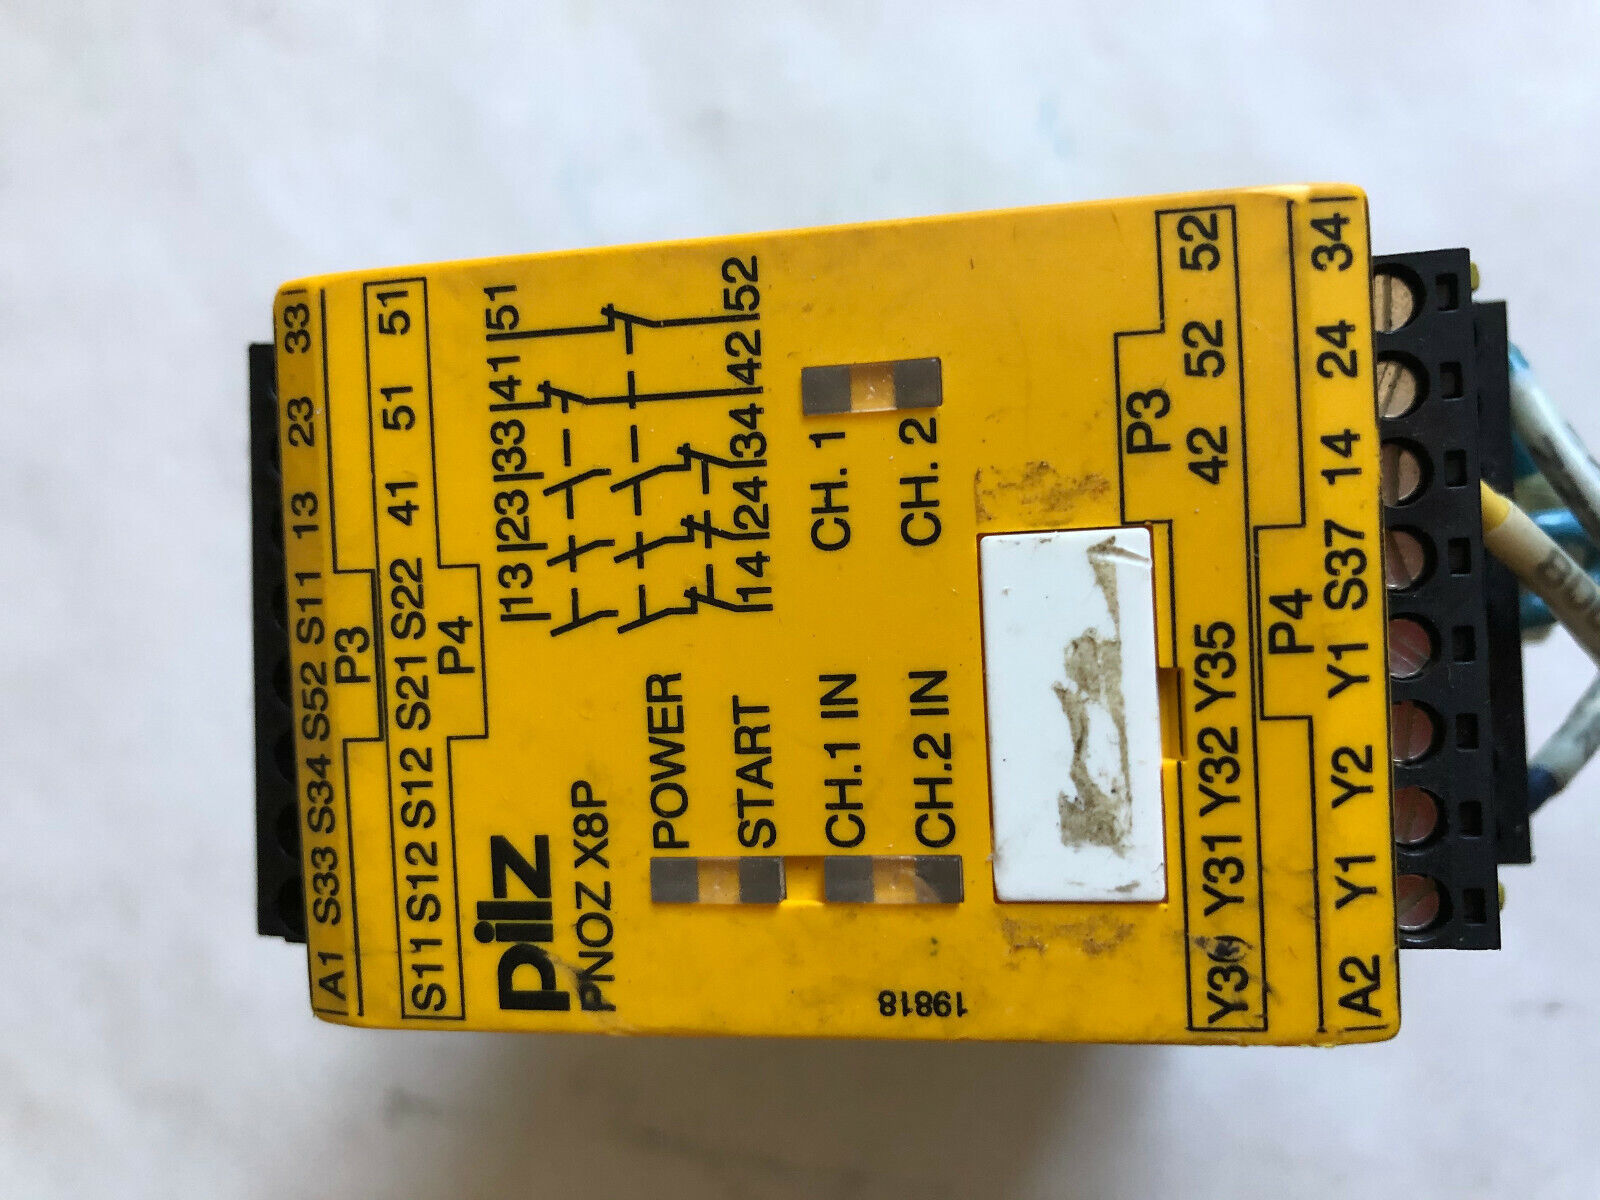 A1 S33 S34 S52 S11 13 23 33
P3
S11 S12 S12 S21 S22 41 51 51
P4
pilz
PNOZ X8P
13 23 33 41 51
14 24 34 42 52
POWER
START
CH. 1
CH.1 IN
CH. 2
CH.2 IN
19818
P3
52
Y30 Y31 Y32 Y35 42 52
P4
A2 Y1 Y2 Y1 S37 14 24 34